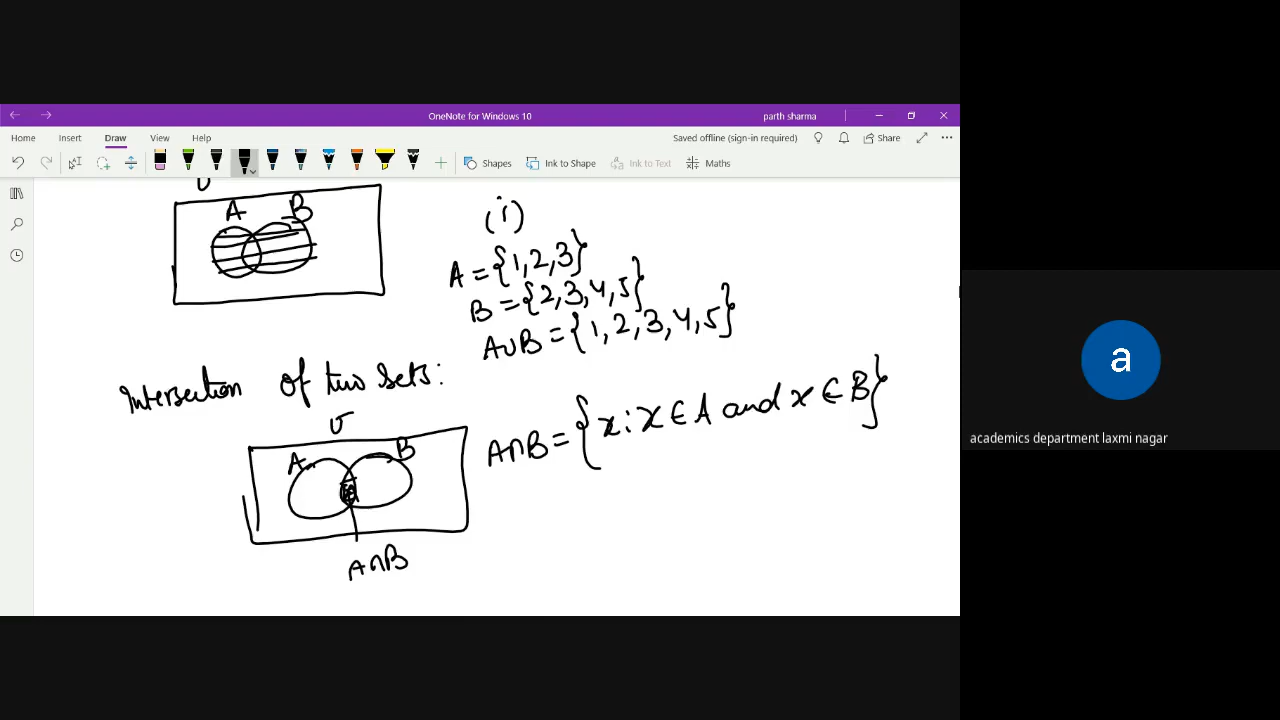 OneNote for Windows 10
parth sharma
Home Insert Draw View Help
Saved offline (sign-in required)
Share
Shapes
Ink to Shape
Ink to Text
Maths
U
A B
(i)
A = {1,2,3}
B = {2,3,4,5}
A∪B = {1,2,3,4,5}
Intersection of two sets:
U
A B
A∩B = {x : x ∈ A and x ∈ B}
A∩B
a
academics department laxmi nagar